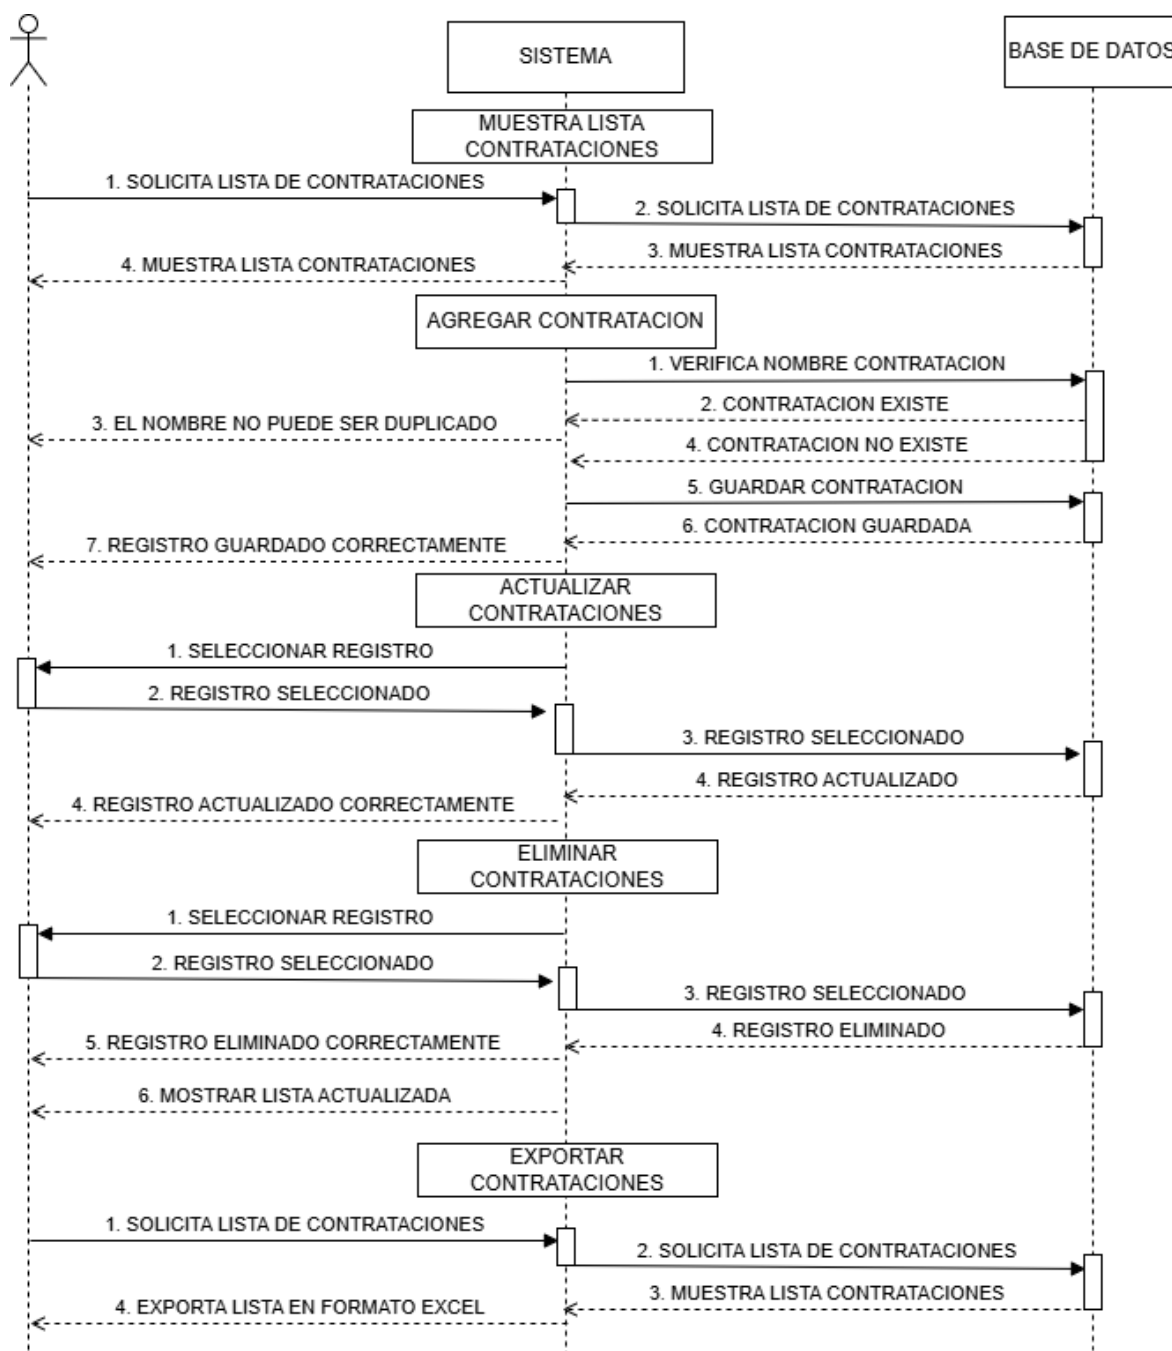 SISTEMA
BASE DE DATOS
MUESTRA LISTA
CONTRATACIONES
1. SOLICITA LISTA DE CONTRATACIONES
2. SOLICITA LISTA DE CONTRATACIONES
3. MUESTRA LISTA CONTRATACIONES
4. MUESTRA LISTA CONTRATACIONES
AGREGAR CONTRATACION
1. VERIFICA NOMBRE CONTRATACION
2. CONTRATACION EXISTE
3. EL NOMBRE NO PUEDE SER DUPLICADO
4. CONTRATACION NO EXISTE
5. GUARDAR CONTRATACION
6. CONTRATACION GUARDADA
7. REGISTRO GUARDADO CORRECTAMENTE
ACTUALIZAR
CONTRATACIONES
1. SELECCIONAR REGISTRO
2. REGISTRO SELECCIONADO
3. REGISTRO SELECCIONADO
4. REGISTRO ACTUALIZADO
4. REGISTRO ACTUALIZADO CORRECTAMENTE
ELIMINAR
CONTRATACIONES
1. SELECCIONAR REGISTRO
2. REGISTRO SELECCIONADO
3. REGISTRO SELECCIONADO
4. REGISTRO ELIMINADO
5. REGISTRO ELIMINADO CORRECTAMENTE
6. MOSTRAR LISTA ACTUALIZADA
EXPORTAR
CONTRATACIONES
1. SOLICITA LISTA DE CONTRATACIONES
2. SOLICITA LISTA DE CONTRATACIONES
3. MUESTRA LISTA CONTRATACIONES
4. EXPORTA LISTA EN FORMATO EXCEL